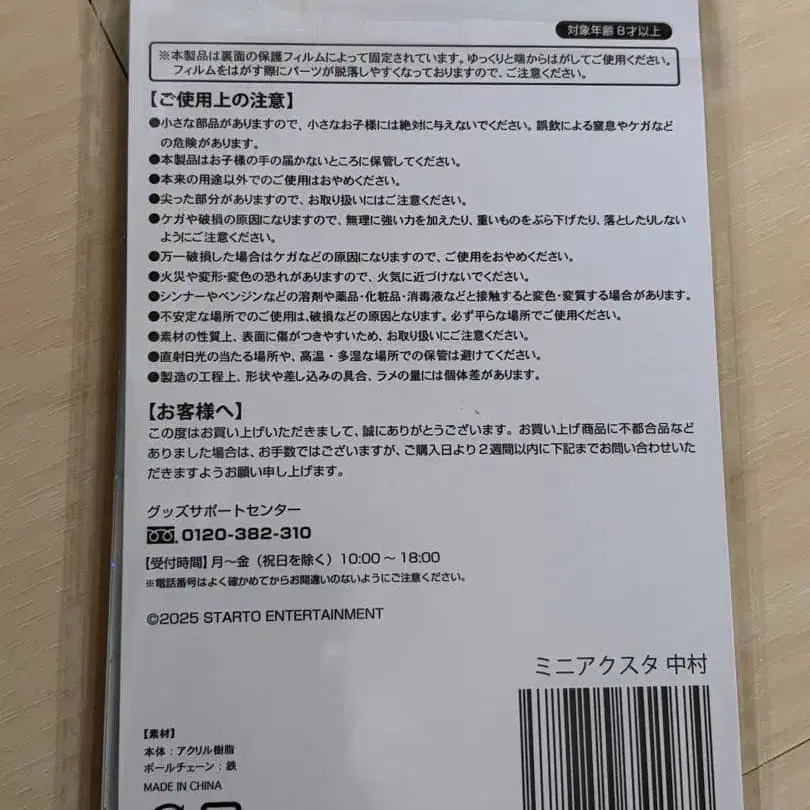 対象年齢8才以上
※本製品は裏面の保護フィルムによって固定されています。ゆっくりと端からはがしてご使用ください。
フィルムをはがす際にパーツが脱落しやすくなっておりますので、ご注意ください。
【ご使用上の注意】
●小さな部品がありますので、小さなお子様には絶対に与えないでください。誤飲による窒息やケガなど
の危険があります。
●本製品はお子様の手の届かないところに保管してください。
●本来の用途以外でのご使用はおやめください。
●尖った部分がありますので、お取り扱いにはご注意ください。
●ケガや破損の原因になりますので、無理に強い力を加えたり、重いものをぶら下げたり、落としたりしない
ようにご注意ください。
●万一破損した場合はケガなどの原因になりますので、ご使用をおやめください。
●火災や変形・変色の恐れがありますので、火気に近づけないでください。
●シンナーやベンジンなどの溶剤や薬品・化粧品・消毒液などと接触すると変色・変質する場合があります。
●不安定な場所でのご使用は、破損などの原因となります。必ず平らな場所でご使用ください。
●素材の性質上、表面に傷がつきやすいため、お取り扱いにご注意ください。
●直射日光の当たる場所や、高温・多湿な場所での保管は避けてください。
●製造の工程上、形状や差し込みの具合、ラメの量には個体差があります。
【お客様へ】
この度はお買い上げいただきまして、誠にありがとうございます。お買い上げ商品に不都合品など
ありました場合は、お手数ではございますが、ご購入日より2週間以内に下記までお問い合わせいた
だきますようお願い申し上げます。
グッズサポートセンター
0120-382-310
【受付時間】月～金（祝日を除く）10:00～18:00
※電話番号はよく確かめてからお間違いのないようにご注意ください。
©2025 STARTO ENTERTAINMENT
ミニアクスタ 中村
【素材】
本体：アクリル樹脂
ボールチェーン：鉄
MADE IN CHINA